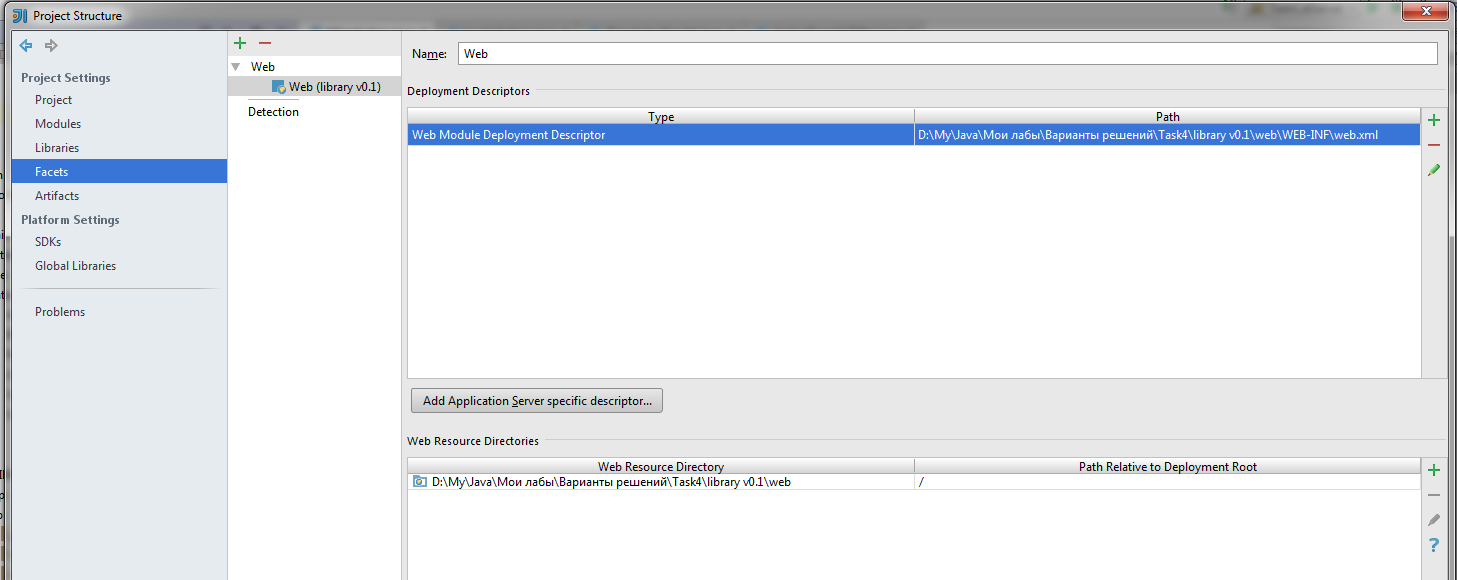 Project Structure
Project Settings
Project
Modules
Libraries
Facets
Artifacts
Platform Settings
SDKs
Global Libraries
Problems
Web
Web (library v0.1)
Detection
Name: Web
Deployment Descriptors
Type Path
Web Module Deployment Descriptor D:\My\Java\Мои лабы\Варианты решений\Task4\library v0.1\web\WEB-INF\web.xml
Add Application Server specific descriptor...
Web Resource Directories
Web Resource Directory Path Relative to Deployment Root
D:\My\Java\Мои лабы\Варианты решений\Task4\library v0.1\web /